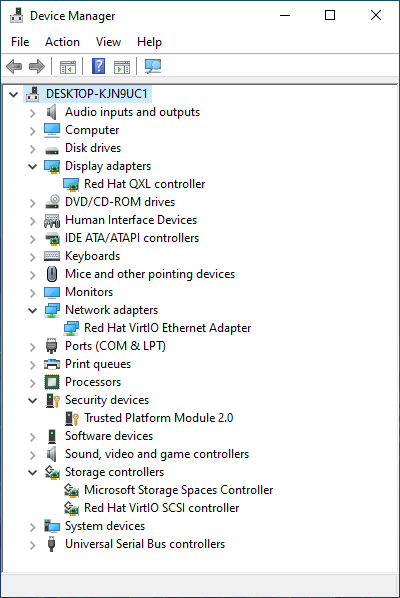 Device Manager
File Action View Help
DESKTOP-KJN9UC1
Audio inputs and outputs
Computer
Disk drives
Display adapters
Red Hat QXL controller
DVD/CD-ROM drives
Human Interface Devices
IDE ATA/ATAPI controllers
Keyboards
Mice and other pointing devices
Monitors
Network adapters
Red Hat VirtIO Ethernet Adapter
Ports (COM & LPT)
Print queues
Processors
Security devices
Trusted Platform Module 2.0
Software devices
Sound, video and game controllers
Storage controllers
Microsoft Storage Spaces Controller
Red Hat VirtIO SCSI controller
System devices
Universal Serial Bus controllers